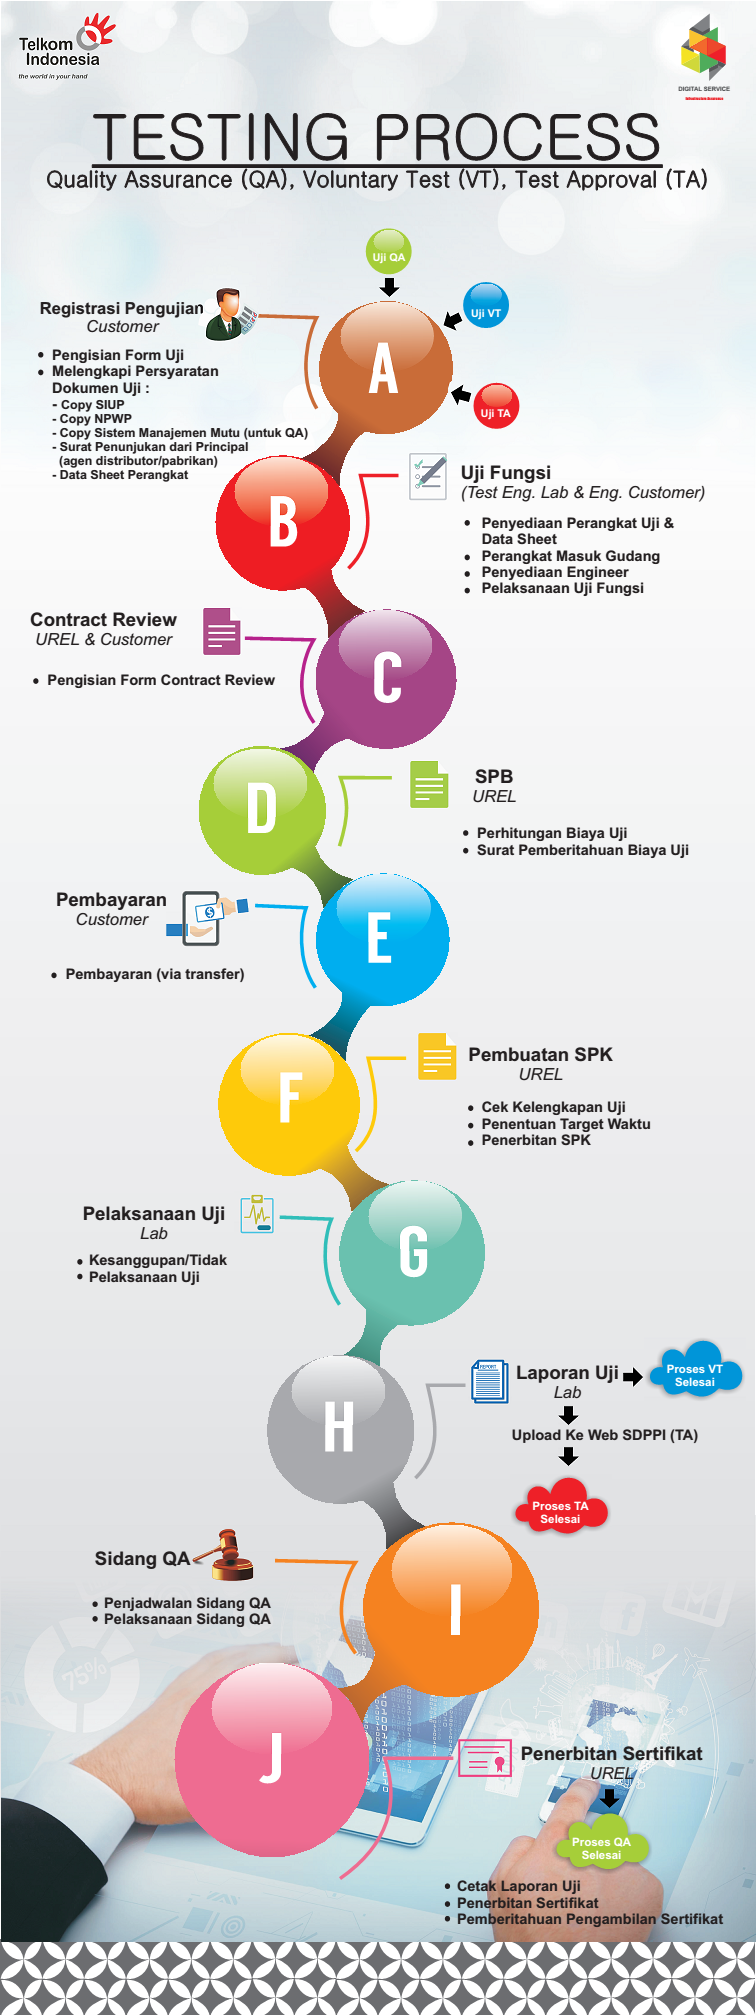 Telkom
Indonesia
the world in your hand
DIGITAL SERVICE
TESTING PROCESS
Quality Assurance (QA), Voluntary Test (VT), Test Approval (TA)
Uji QA
Uji VT
Uji TA
A
Registrasi Pengujian
Customer
• Pengisian Form Uji
• Melengkapi Persyaratan
Dokumen Uji :
- Copy SIUP
- Copy NPWP
- Copy Sistem Manajemen Mutu (untuk QA)
- Surat Penunjukan dari Principal
(agen distributor/pabrikan)
- Data Sheet Perangkat
B
Uji Fungsi
(Test Eng. Lab & Eng. Customer)
• Penyediaan Perangkat Uji &
Data Sheet
• Perangkat Masuk Gudang
• Penyediaan Engineer
• Pelaksanaan Uji Fungsi
C
Contract Review
UREL & Customer
• Pengisian Form Contract Review
D
SPB
UREL
• Perhitungan Biaya Uji
• Surat Pemberitahuan Biaya Uji
E
Pembayaran
Customer
• Pembayaran (via transfer)
F
Pembuatan SPK
UREL
• Cek Kelengkapan Uji
• Penentuan Target Waktu
• Penerbitan SPK
G
Pelaksanaan Uji
Lab
• Kesanggupan/Tidak
• Pelaksanaan Uji
H
REPORT
Laporan Uji
Lab
Proses VT
Selesai
Upload Ke Web SDPPI (TA)
Proses TA
Selesai
I
Sidang QA
• Penjadwalan Sidang QA
• Pelaksanaan Sidang QA
75%
J
Penerbitan Sertifikat
UREL
Proses QA
Selesai
• Cetak Laporan Uji
• Penerbitan Sertifikat
• Pemberitahuan Pengambilan Sertifikat